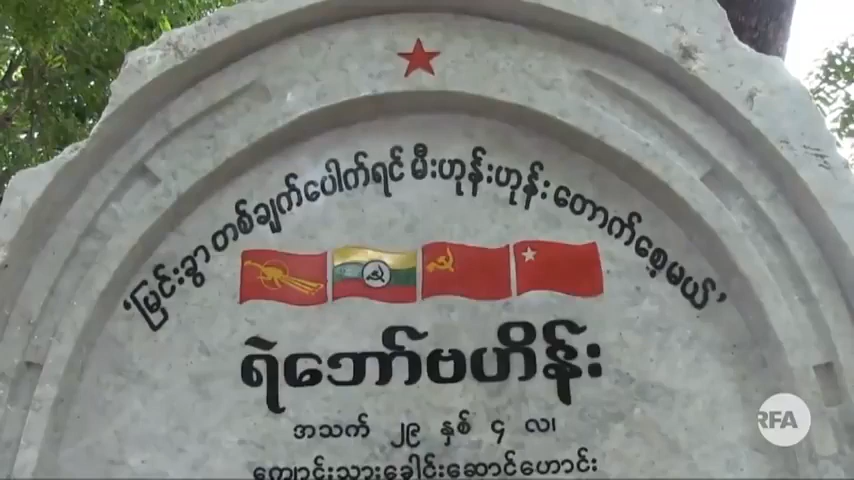 ‘မြင်းခွာ တစ်ချက်ပေါက်ရင် မီးဟုန်းဟုန်း တောက်စေ့မယ်’
ရဲဘော်ဗဟိန်း
အသက် ၂၉ နှစ် ၄ လ၊
ကျောင်းသားခေါင်းဆောင်ဟောင်း
RFA